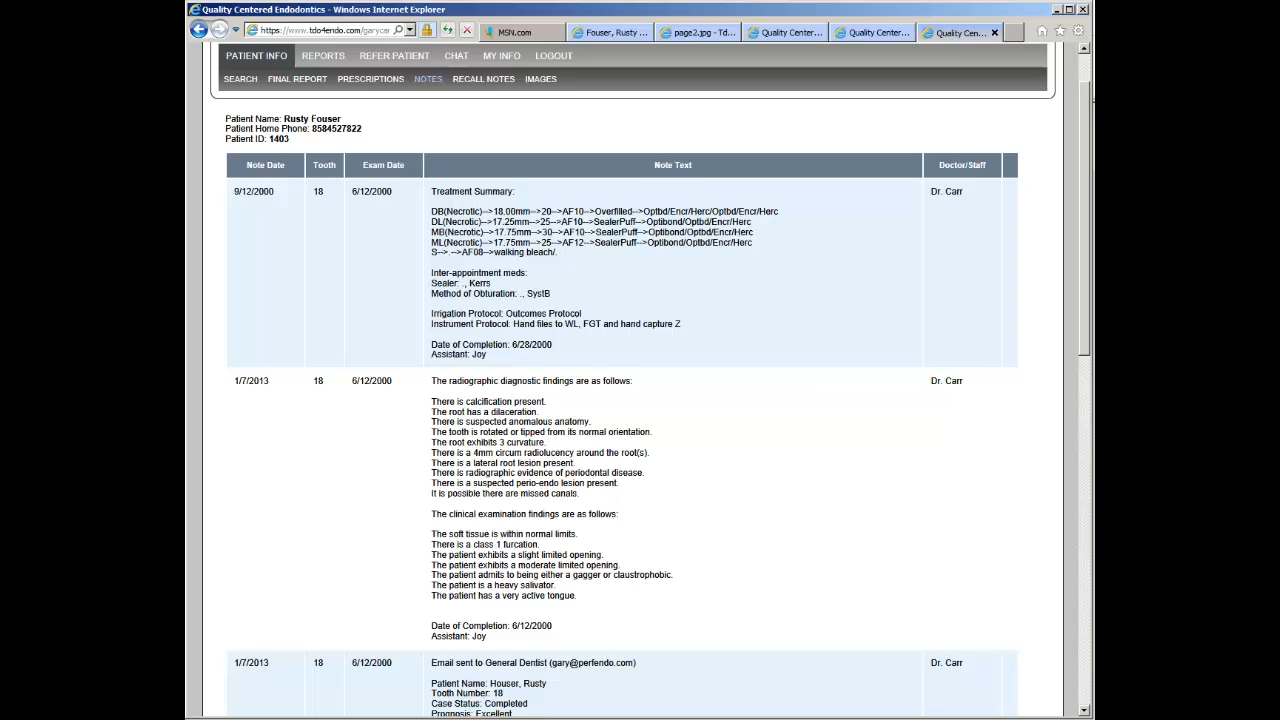 Quality Centered Endodontics - Windows Internet Explorer
https://www.tdo4endo.com/garycar
MSN.com
Fouser, Rusty ...
page2.jpg - Td...
Quality Center...
Quality Center...
Quality Cen...
PATIENT INFO REPORTS REFER PATIENT CHAT MY INFO LOGOUT
SEARCH FINAL REPORT PRESCRIPTIONS NOTES RECALL NOTES IMAGES
Patient Name: Rusty Fouser
Patient Home Phone: 8584527822
Patient ID: 1403
Note Date Tooth Exam Date Note Text Doctor/Staff
9/12/2000 18 6/12/2000 Treatment Summary: Dr. Carr
DB(Necrotic)-->18.00mm-->20-->AF10-->Overfilled-->Optbd/Encr/Herc/Optbd/Encr/Herc
DL(Necrotic)-->17.25mm-->25-->AF10-->SealerPuff-->Optibond/Optbd/Encr/Herc
MB(Necrotic)-->17.75mm-->30-->AF10-->SealerPuff-->Optibond/Optbd/Encr/Herc
ML(Necrotic)-->17.75mm-->25-->AF12-->SealerPuff-->Optibond/Optbd/Encr/Herc
S-->.-->AF08-->walking bleach/.
Inter-appointment meds:
Sealer: ., Kerrs
Method of Obturation: ., SystB
Irrigation Protocol: Outcomes Protocol
Instrument Protocol: Hand files to WL, FGT and hand capture Z
Date of Completion: 6/28/2000
Assistant: Joy
1/7/2013 18 6/12/2000 The radiographic diagnostic findings are as follows: Dr. Carr
There is calcification present.
The root has a dilaceration.
There is suspected anomalous anatomy.
The tooth is rotated or tipped from its normal orientation.
The root exhibits 3 curvature.
There is a 4mm circum radiolucency around the root(s).
There is a lateral root lesion present.
There is radiographic evidence of periodontal disease.
There is a suspected perio-endo lesion present.
It is possible there are missed canals.
The clinical examination findings are as follows:
The soft tissue is within normal limits.
There is a class 1 furcation.
The patient exhibits a slight limited opening.
The patient exhibits a moderate limited opening.
The patient admits to being either a gagger or claustrophobic.
The patient is a heavy salivator.
The patient has a very active tongue.
Date of Completion: 6/12/2000
Assistant: Joy
1/7/2013 18 6/12/2000 Email sent to General Dentist (gary@perfendo.com) Dr. Carr
Patient Name: Houser, Rusty
Tooth Number: 18
Case Status: Completed
Prognosis: Excellent